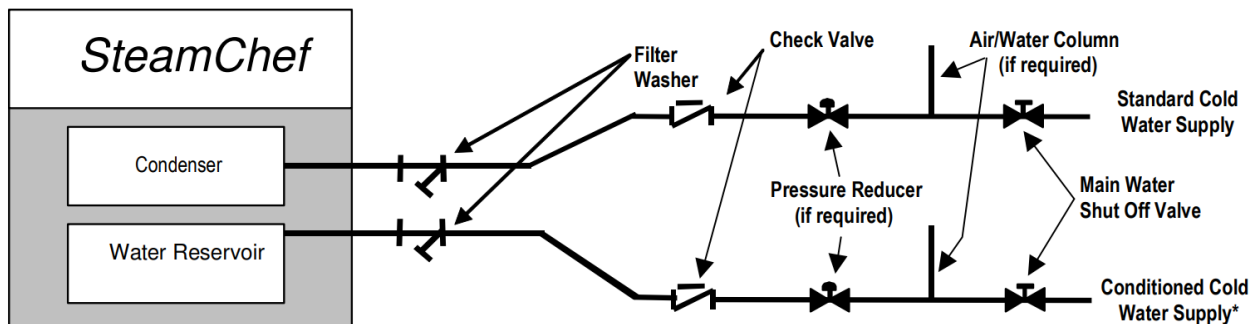 SteamChef
Condenser
Water Reservoir
Filter
Washer
Check Valve
Air/Water Column
(if required)
Standard Cold
Water Supply
Pressure Reducer
(if required)
Main Water
Shut Off Valve
Conditioned Cold
Water Supply*